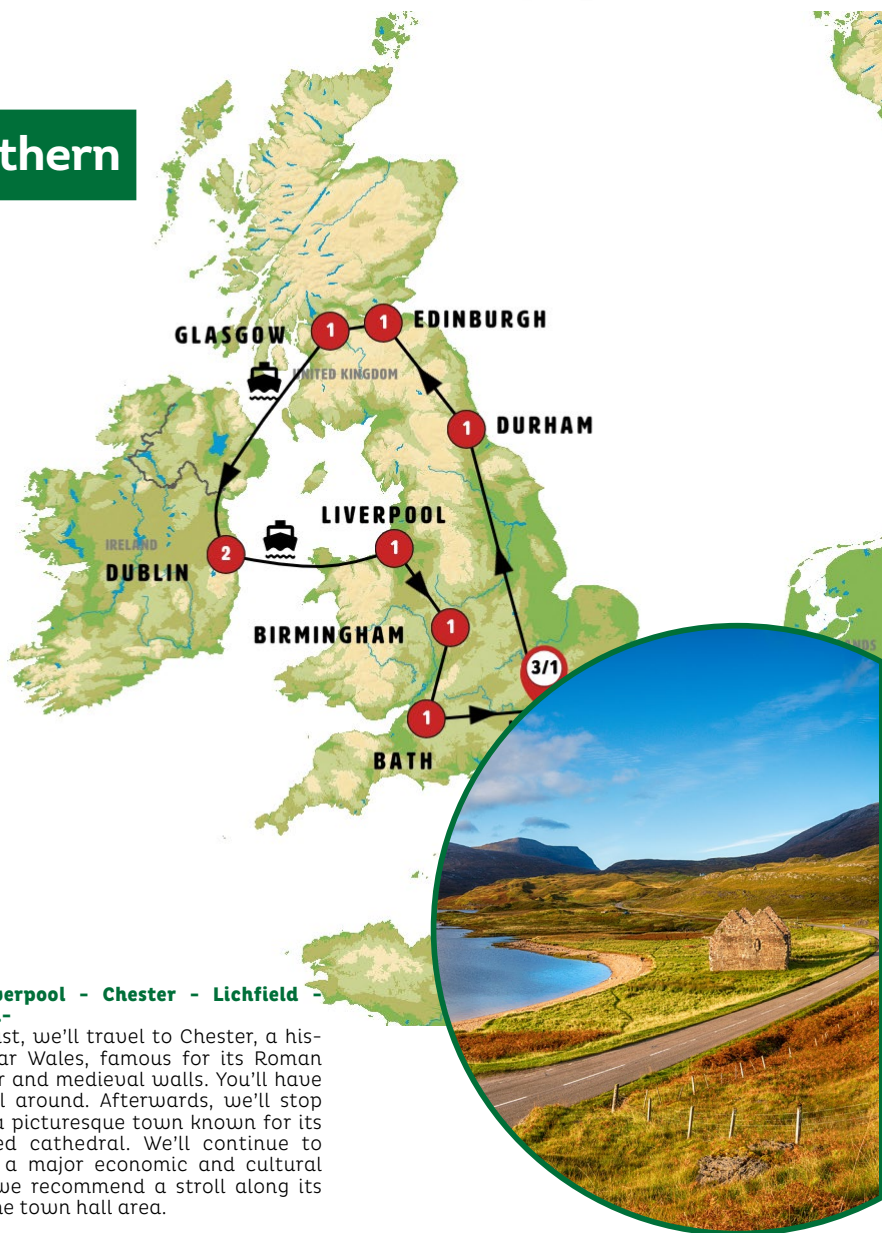 thern
GLASGOW
1
1
EDINBURGH
UNITED KINGDOM
1
DURHAM
LIVERPOOL
IRELAND
2
1
DUBLIN
BIRMINGHAM
1
3/1
1
BATH
erpool - Chester - Lichfield -
-
st, we'll travel to Chester, a his-
ar Wales, famous for its Roman
r and medieval walls. You'll have
l around. Afterwards, we'll stop
a picturesque town known for its
ed cathedral. We'll continue to
a major economic and cultural
we recommend a stroll along its
he town hall area.